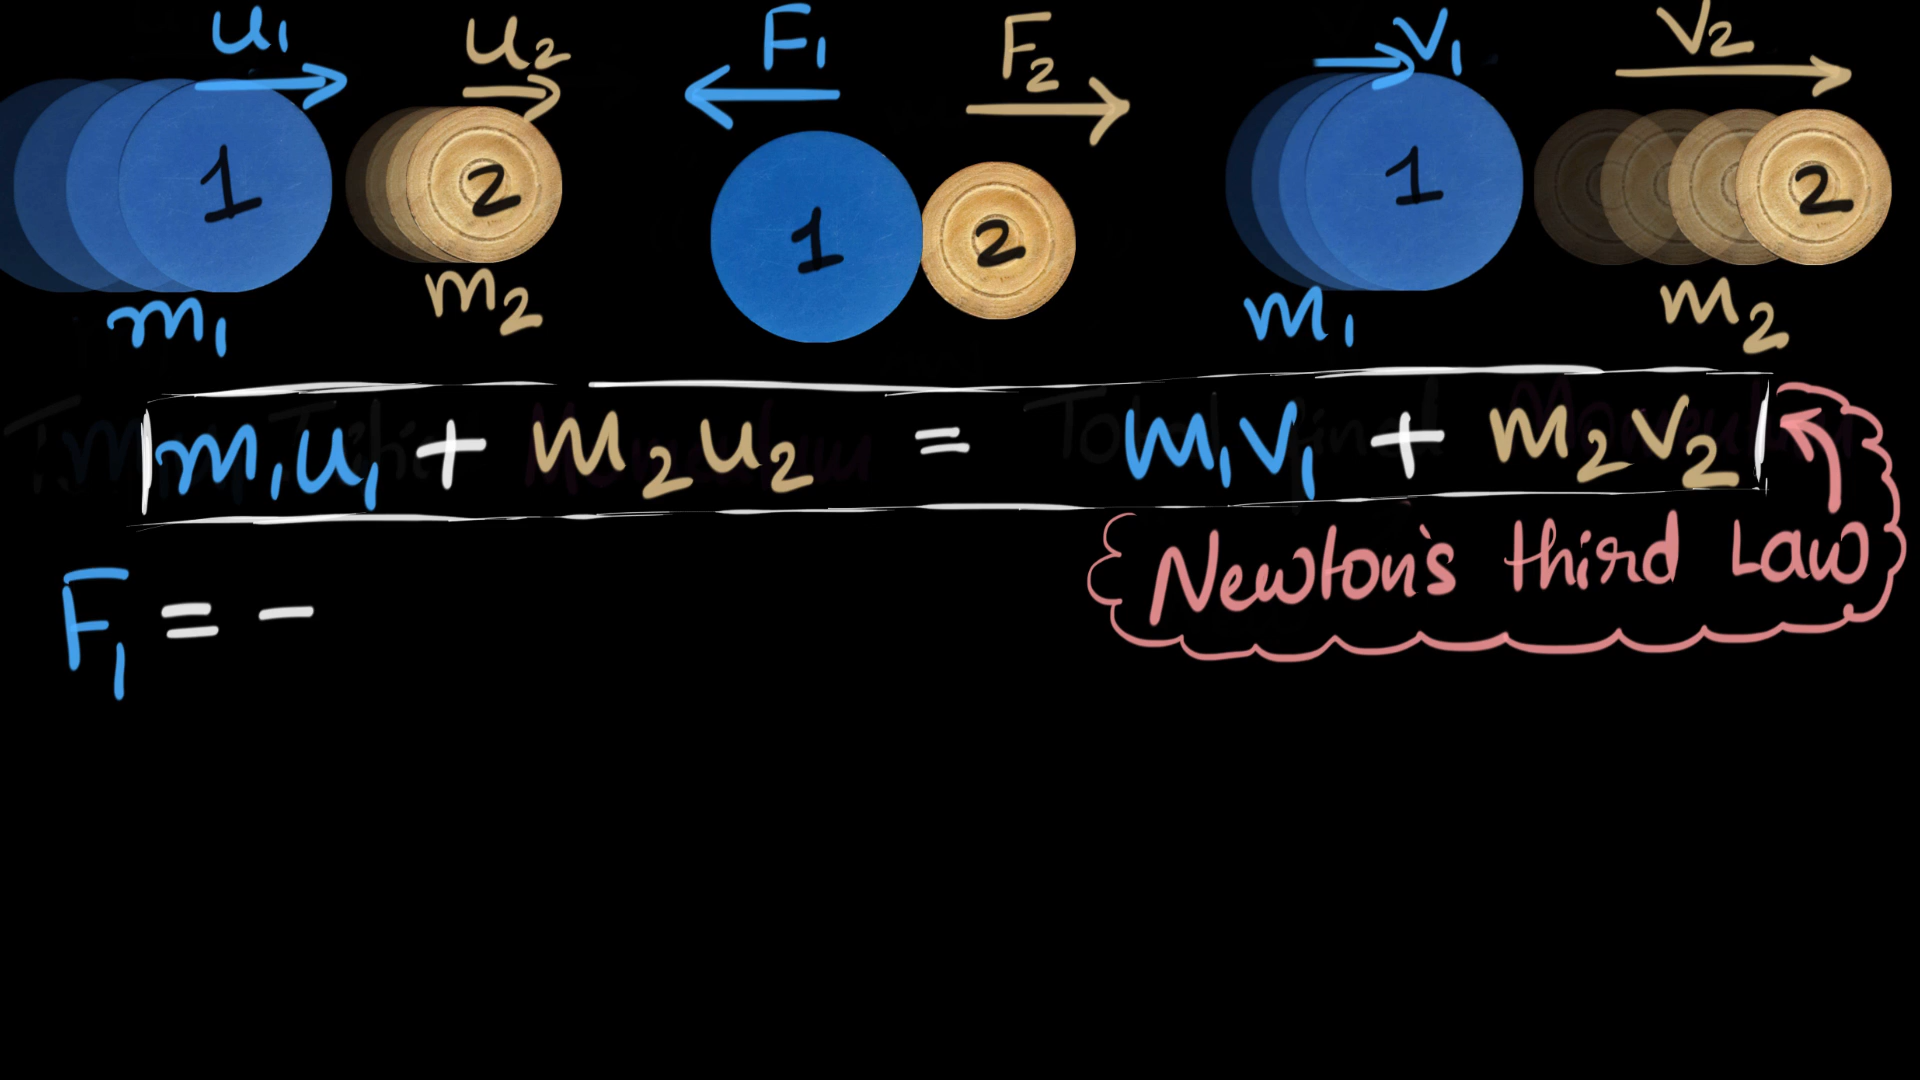 u₁ u₂ F₁ F₂ v₁ v₂
1 2 1 2 1 2
m₁ m₂ m₁ m₂
m₁u₁ + m₂u₂ = m₁v₁ + m₂v₂
Newton's third Law
F₁ = -